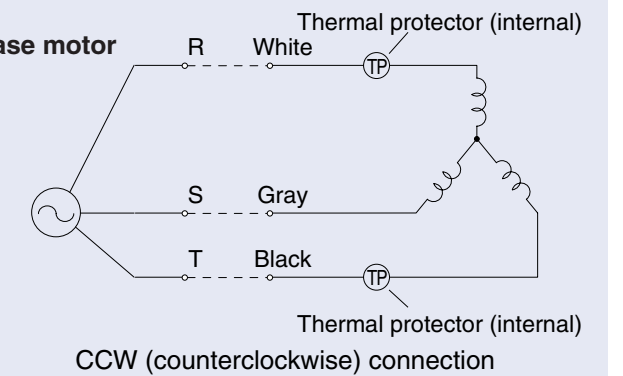 Thermal protector (internal)
ase motor
R White
TP
S Gray
T Black
TP
Thermal protector (internal)
CCW (counterclockwise) connection